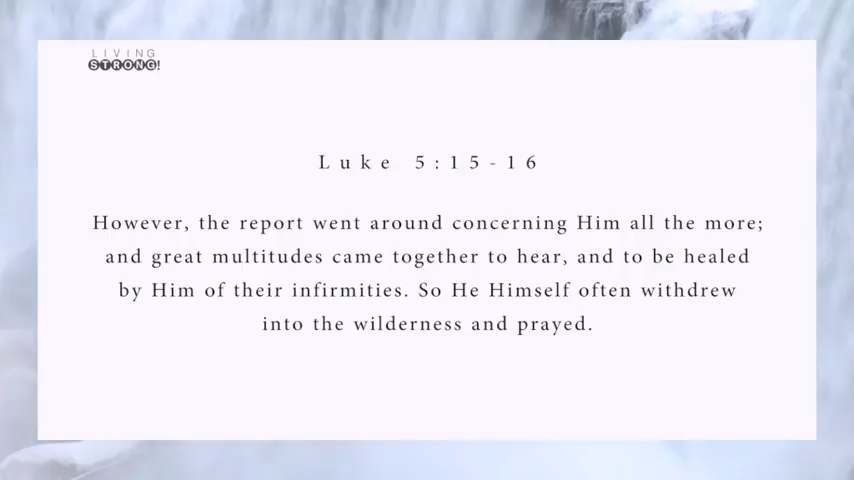 LIVING
STRONG!
Luke 5:15-16
However, the report went around concerning Him all the more;
and great multitudes came together to hear, and to be healed
by Him of their infirmities. So He Himself often withdrew
into the wilderness and prayed.